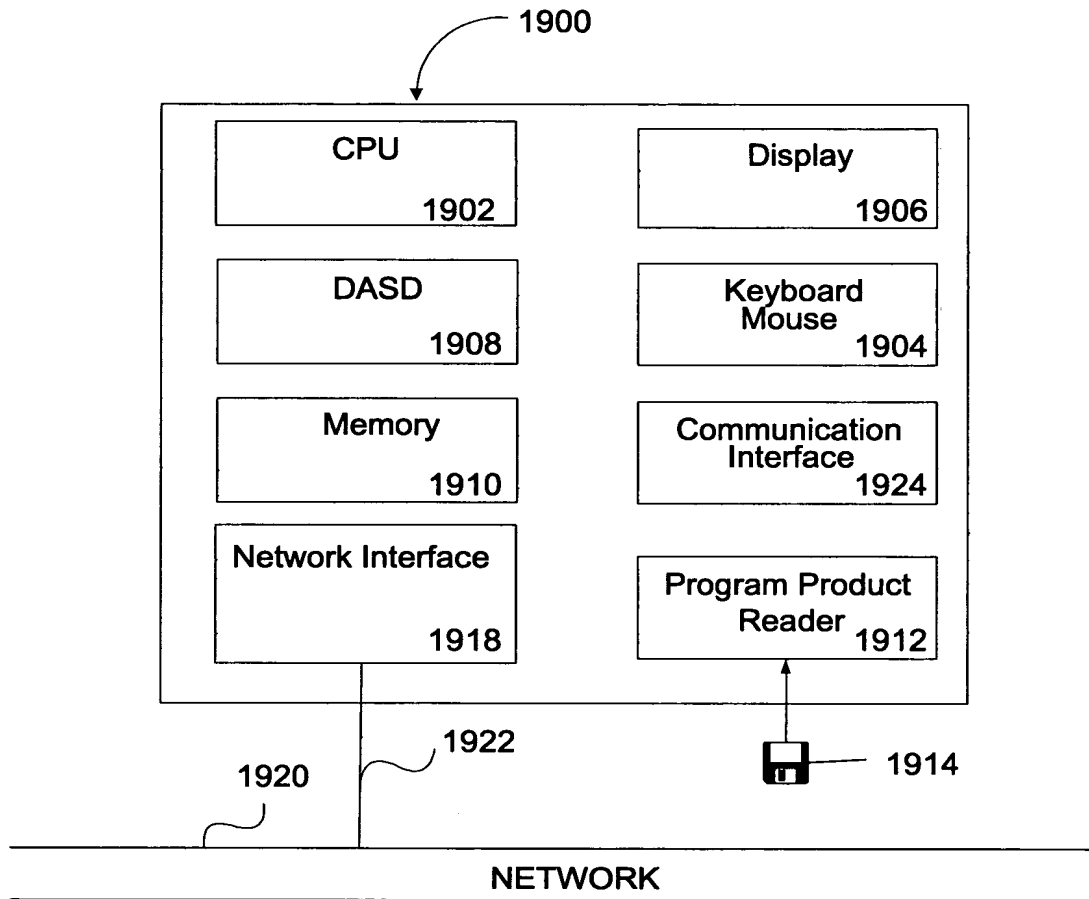 1900
CPU
1902
Display
1906
DASD
1908
Keyboard
Mouse
1904
Memory
1910
Communication
Interface
1924
Network Interface
1918
Program Product
Reader
1912
1922
1914
1920
NETWORK